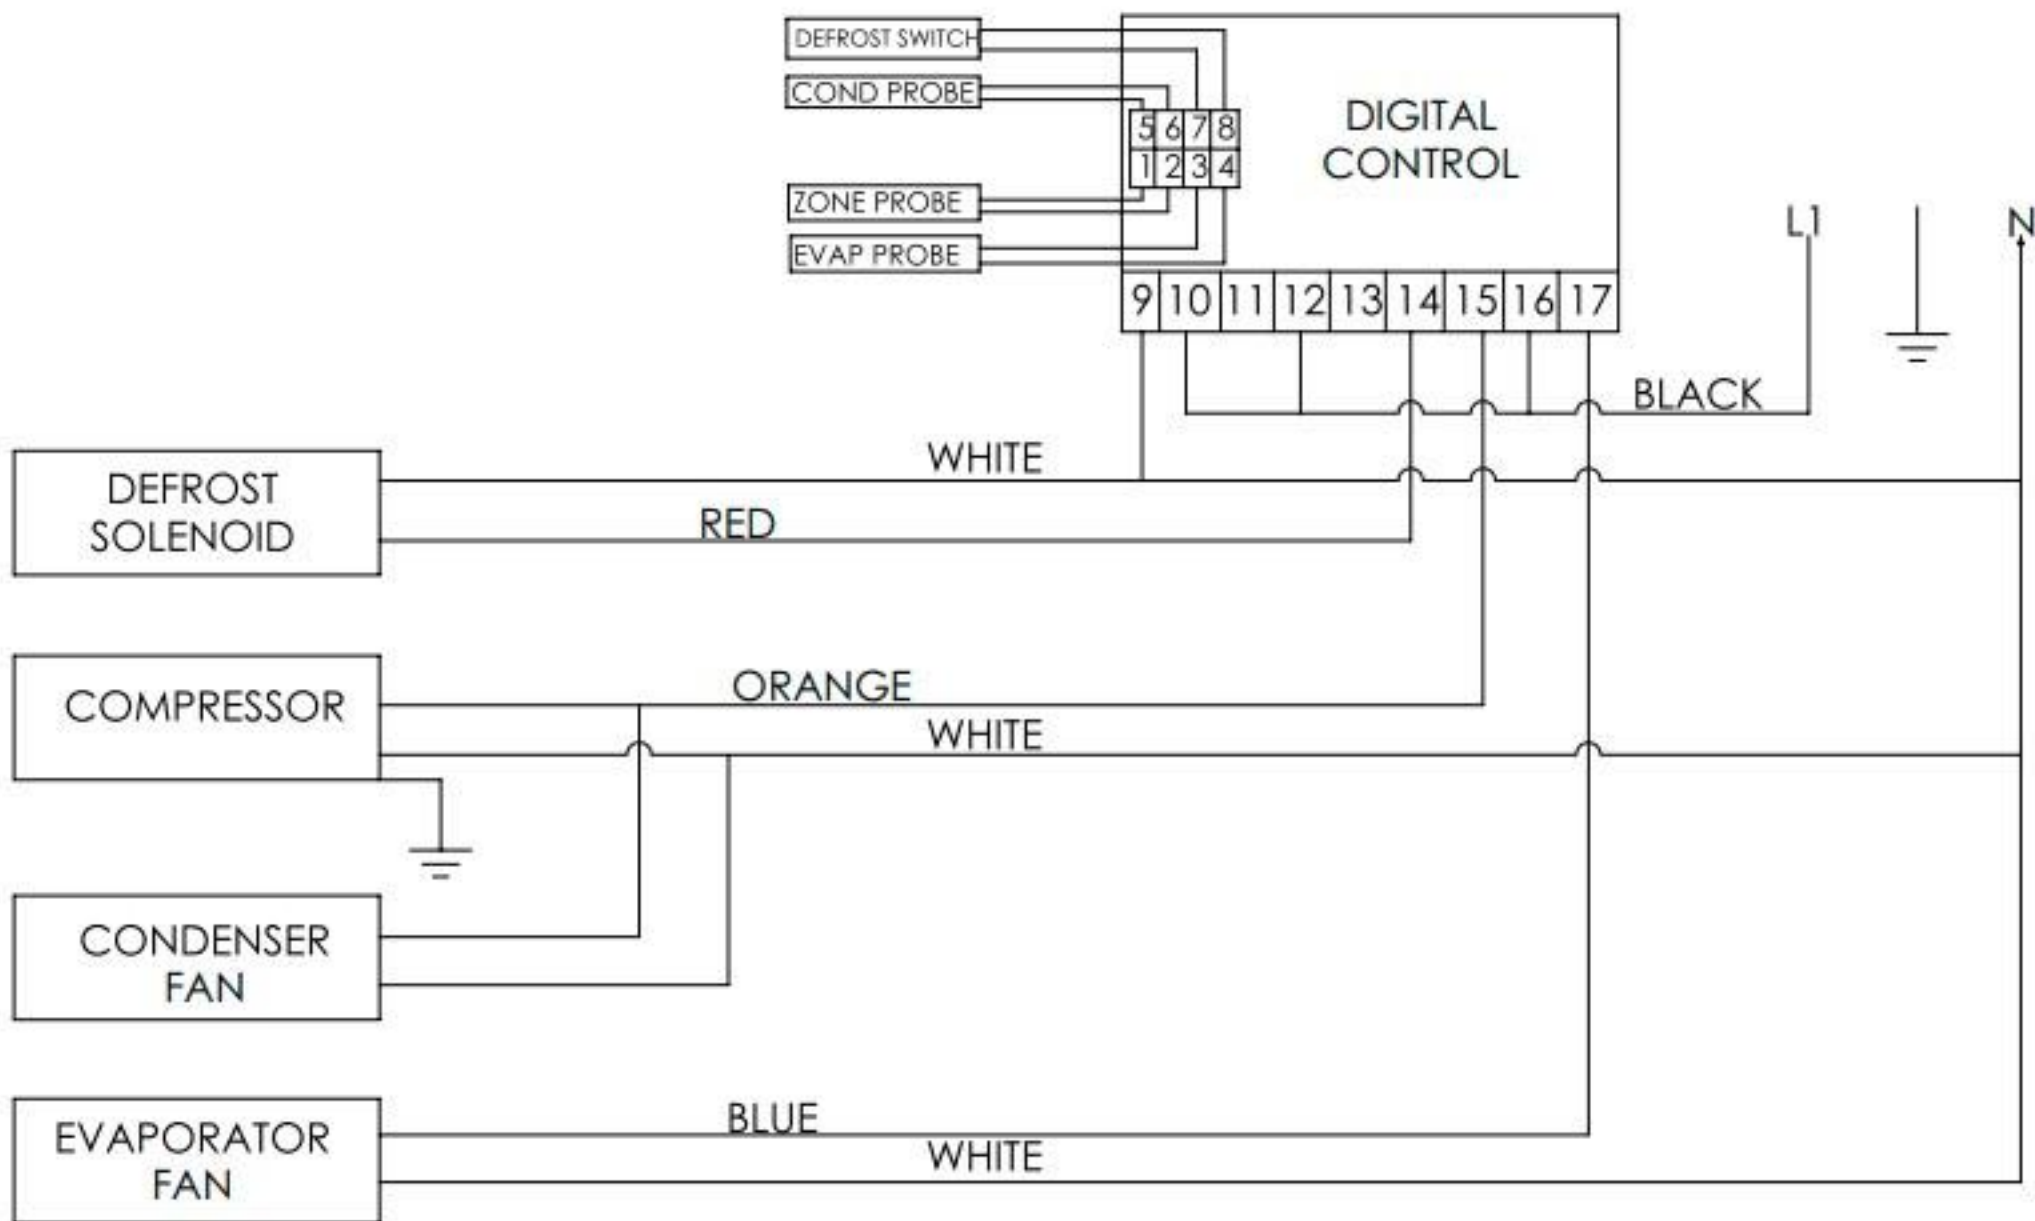 DEFROST SWITCH
COND PROBE
5 6 7 8
1 2 3 4
DIGITAL
CONTROL
ZONE PROBE
EVAP PROBE
L1
N
9 10 11 12 13 14 15 16 17
BLACK
WHITE
DEFROST
SOLENOID
RED
COMPRESSOR
ORANGE
WHITE
CONDENSER
FAN
BLUE
EVAPORATOR
FAN
WHITE